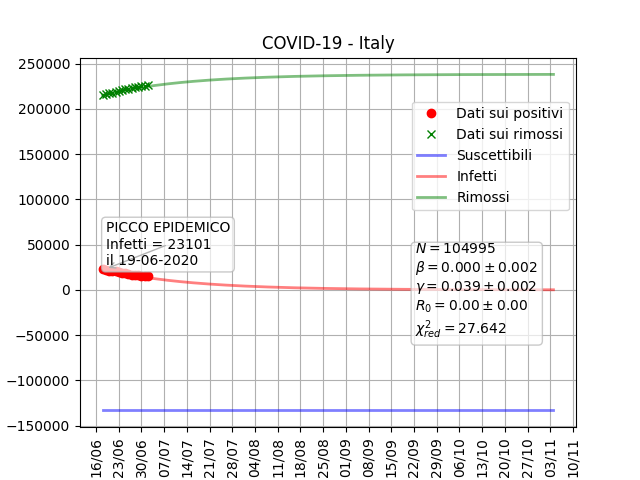 COVID-19 - Italy
250000
200000
150000
100000
50000
0
−50000
−100000
−150000
Dati sui positivi
Dati sui rimossi
Suscettibili
Infetti
Rimossi
PICCO EPIDEMICO
Infetti = 23101
il 19-06-2020
N = 104995
β = 0.000 ± 0.002
γ = 0.039 ± 0.002
R₀ = 0.00 ± 0.00
χ²red = 27.642
16/06
23/06
30/06
07/07
14/07
21/07
28/07
04/08
11/08
18/08
25/08
01/09
08/09
15/09
22/09
29/09
06/10
13/10
20/10
27/10
03/11
10/11